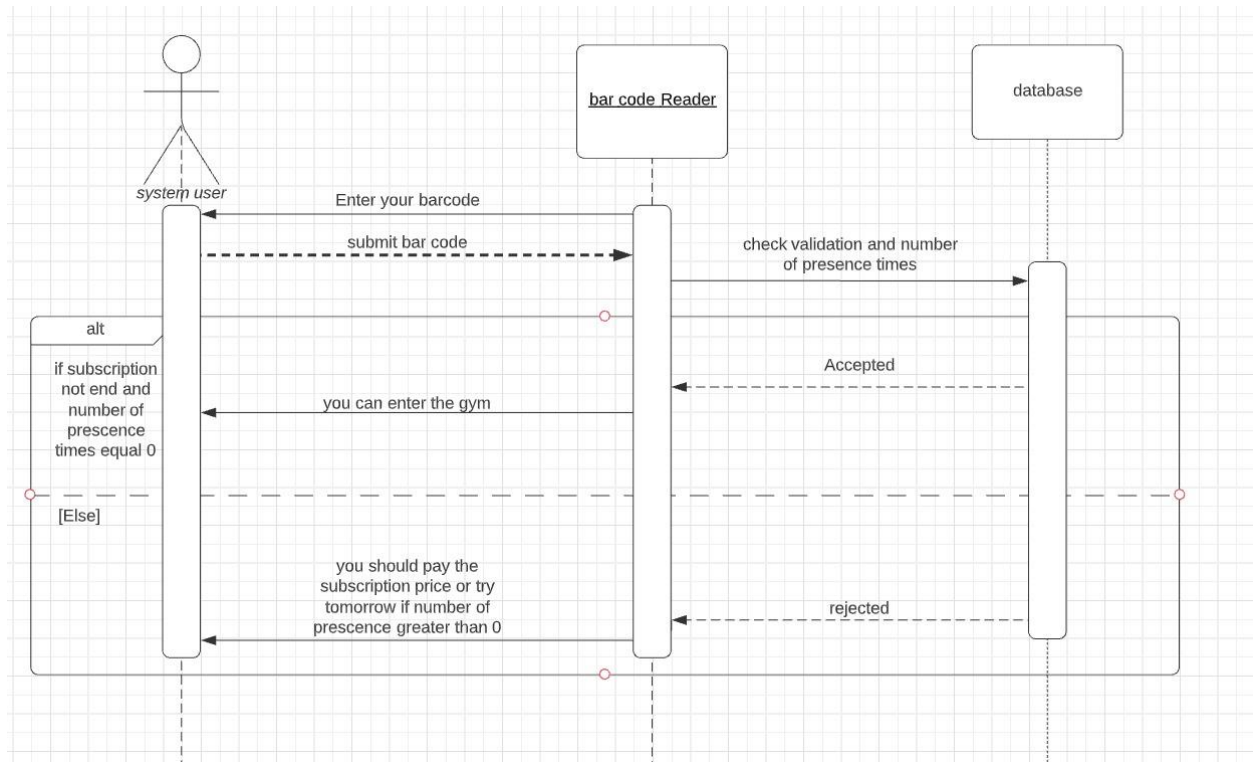 bar code Reader
database
system user
Enter your barcode
submit bar code
check validation and number
of presence times
alt
if subscription
not end and
number of
prescence
times equal 0
Accepted
you can enter the gym
[Else]
you should pay the
subscription price or try
tomorrow if number of
prescence greater than 0
rejected